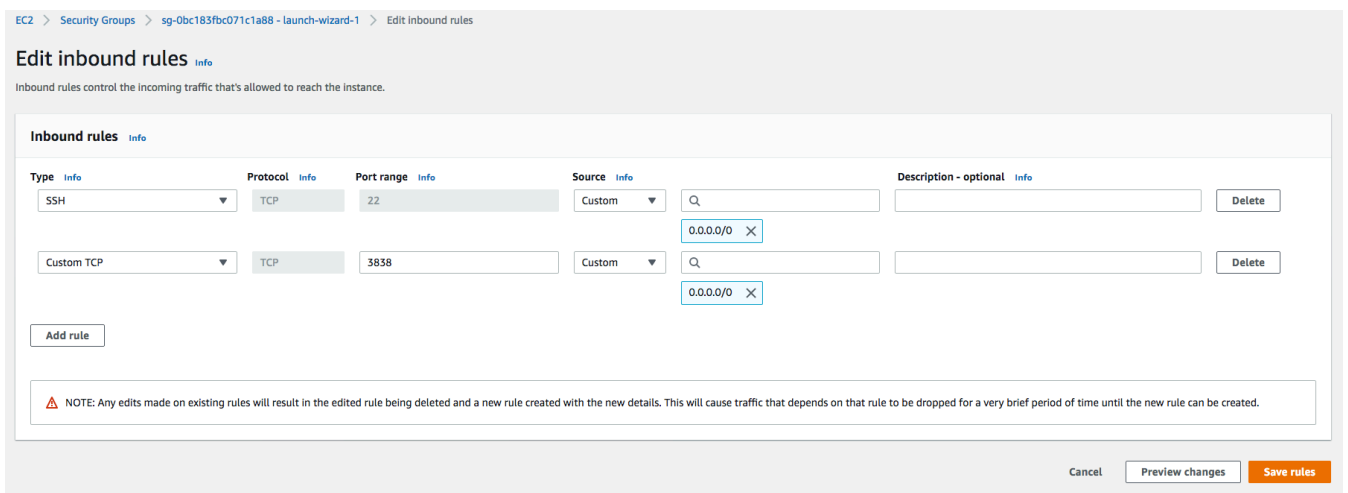 EC2 > Security Groups > sg-0bc183fbc071c1a88 - launch-wizard-1 > Edit inbound rules
Edit inbound rules Info
Inbound rules control the incoming traffic that's allowed to reach the instance.
Inbound rules Info
Type Info Protocol Info Port range Info Source Info Description - optional Info
SSH TCP 22 Custom Delete
0.0.0.0/0
Custom TCP TCP 3838 Custom Delete
0.0.0.0/0
Add rule
NOTE: Any edits made on existing rules will result in the edited rule being deleted and a new rule created with the new details. This will cause traffic that depends on that rule to be dropped for a very brief period of time until the new rule can be created.
Cancel Preview changes Save rules